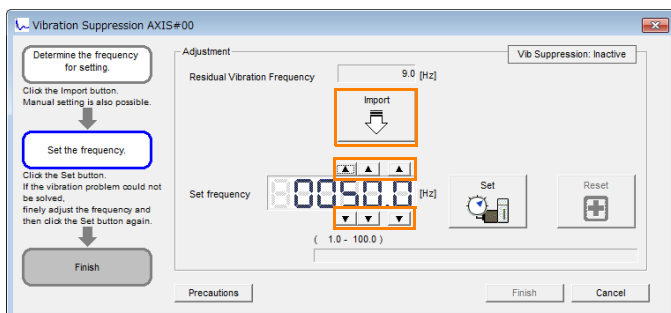 Vibration Suppression AXIS#00
Determine the frequency
for setting.
Click the Import button.
Manual setting is also possible.
Set the frequency.
Click the Set button.
If the vibration problem could not
be solved,
finely adjust the frequency and
then click the Set button again.
Finish
Adjustment
Vib Suppression: Inactive
Residual Vibration Frequency
9.0 [Hz]
Import
Set frequency
0050.0 [Hz]
( 1.0 - 100.0 )
Set
Reset
Precautions
Finish
Cancel